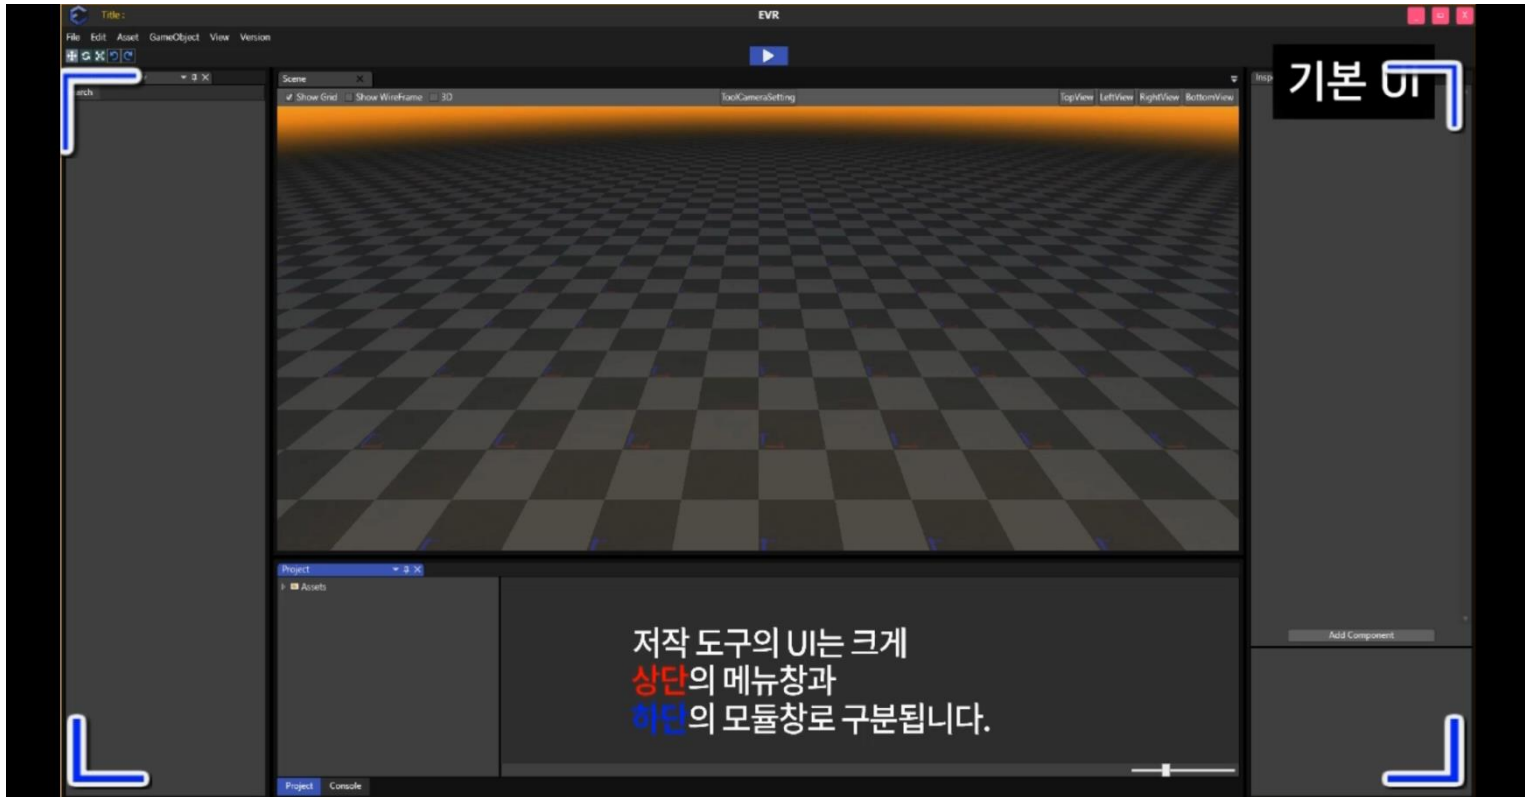 Title :
EVR
File Edit Asset GameObject View Version
기본 UI
Scene
Show Grid Show WireFrame 3D ToolCameraSetting TopView LeftView RightView BottomView
Project
Assets
저작 도구의 UI는 크게
상단의 메뉴창과
하단의 모듈창로 구분됩니다.
Add Component
Project Console